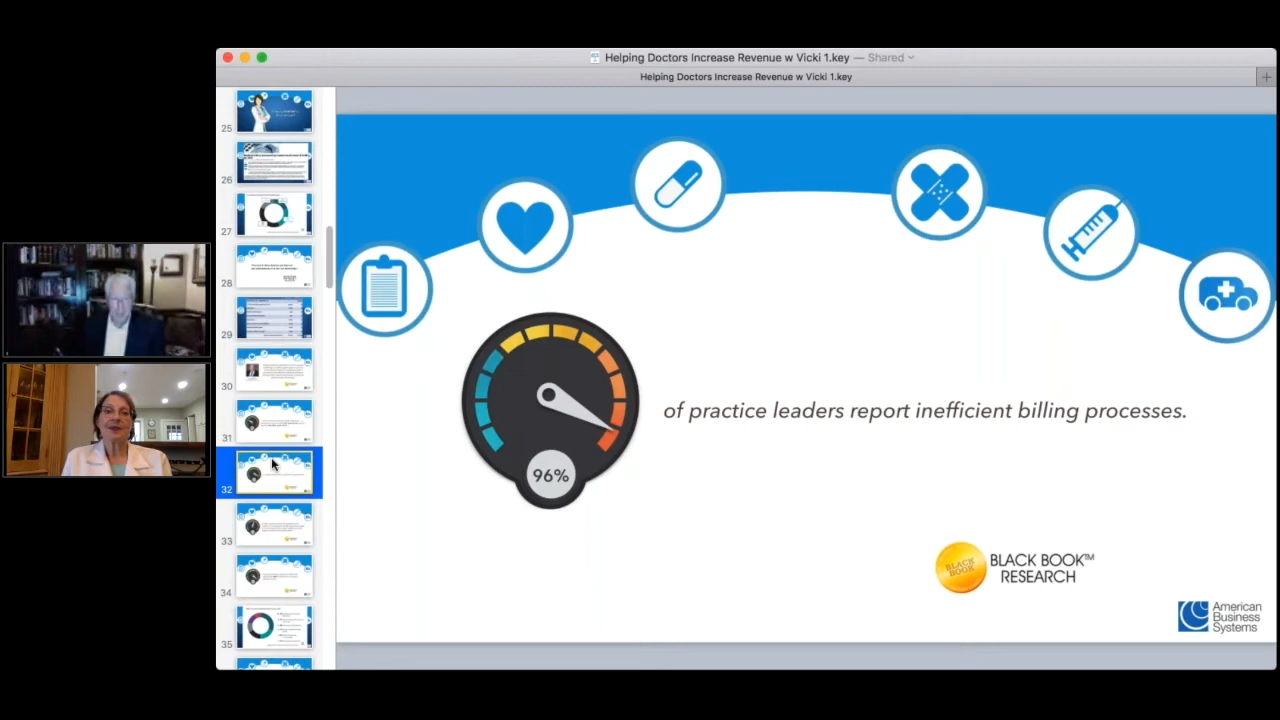 Helping Doctors Increase Revenue w Vicki 1.key — Shared
Helping Doctors Increase Revenue w Vicki 1.key
25
26
27
28
29
30
31
32
33
34
35
of practice leaders report inefficient billing processes.
96%
BLACK BOOK
BLACK BOOK™
RESEARCH
American
Business
Systems